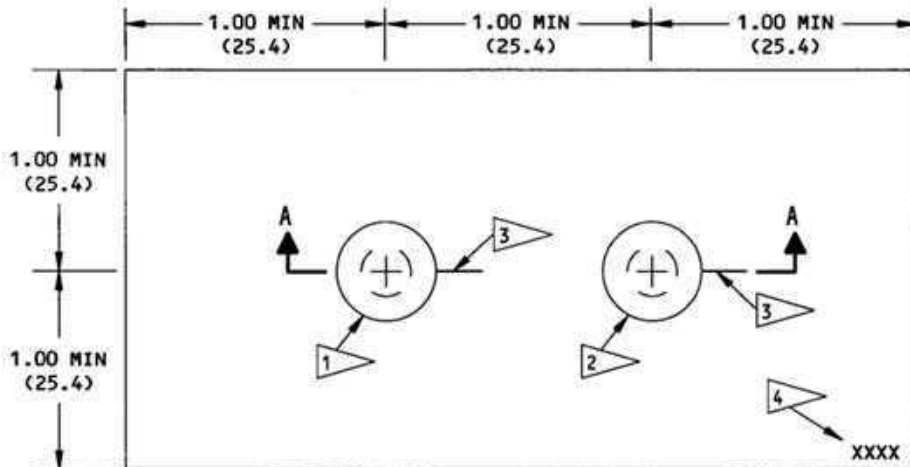 1.00 MIN 1.00 MIN 1.00 MIN
(25.4) (25.4) (25.4)
1.00 MIN
(25.4)
A A
3
3
1.00 MIN
(25.4)
1 2
4
XXXX